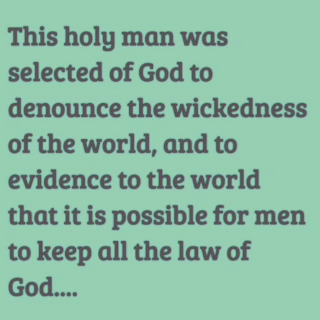 This holy man was
selected of God to
denounce the wickedness
of the world, and to
evidence to the world
that it is possible for men
to keep all the law of
God....